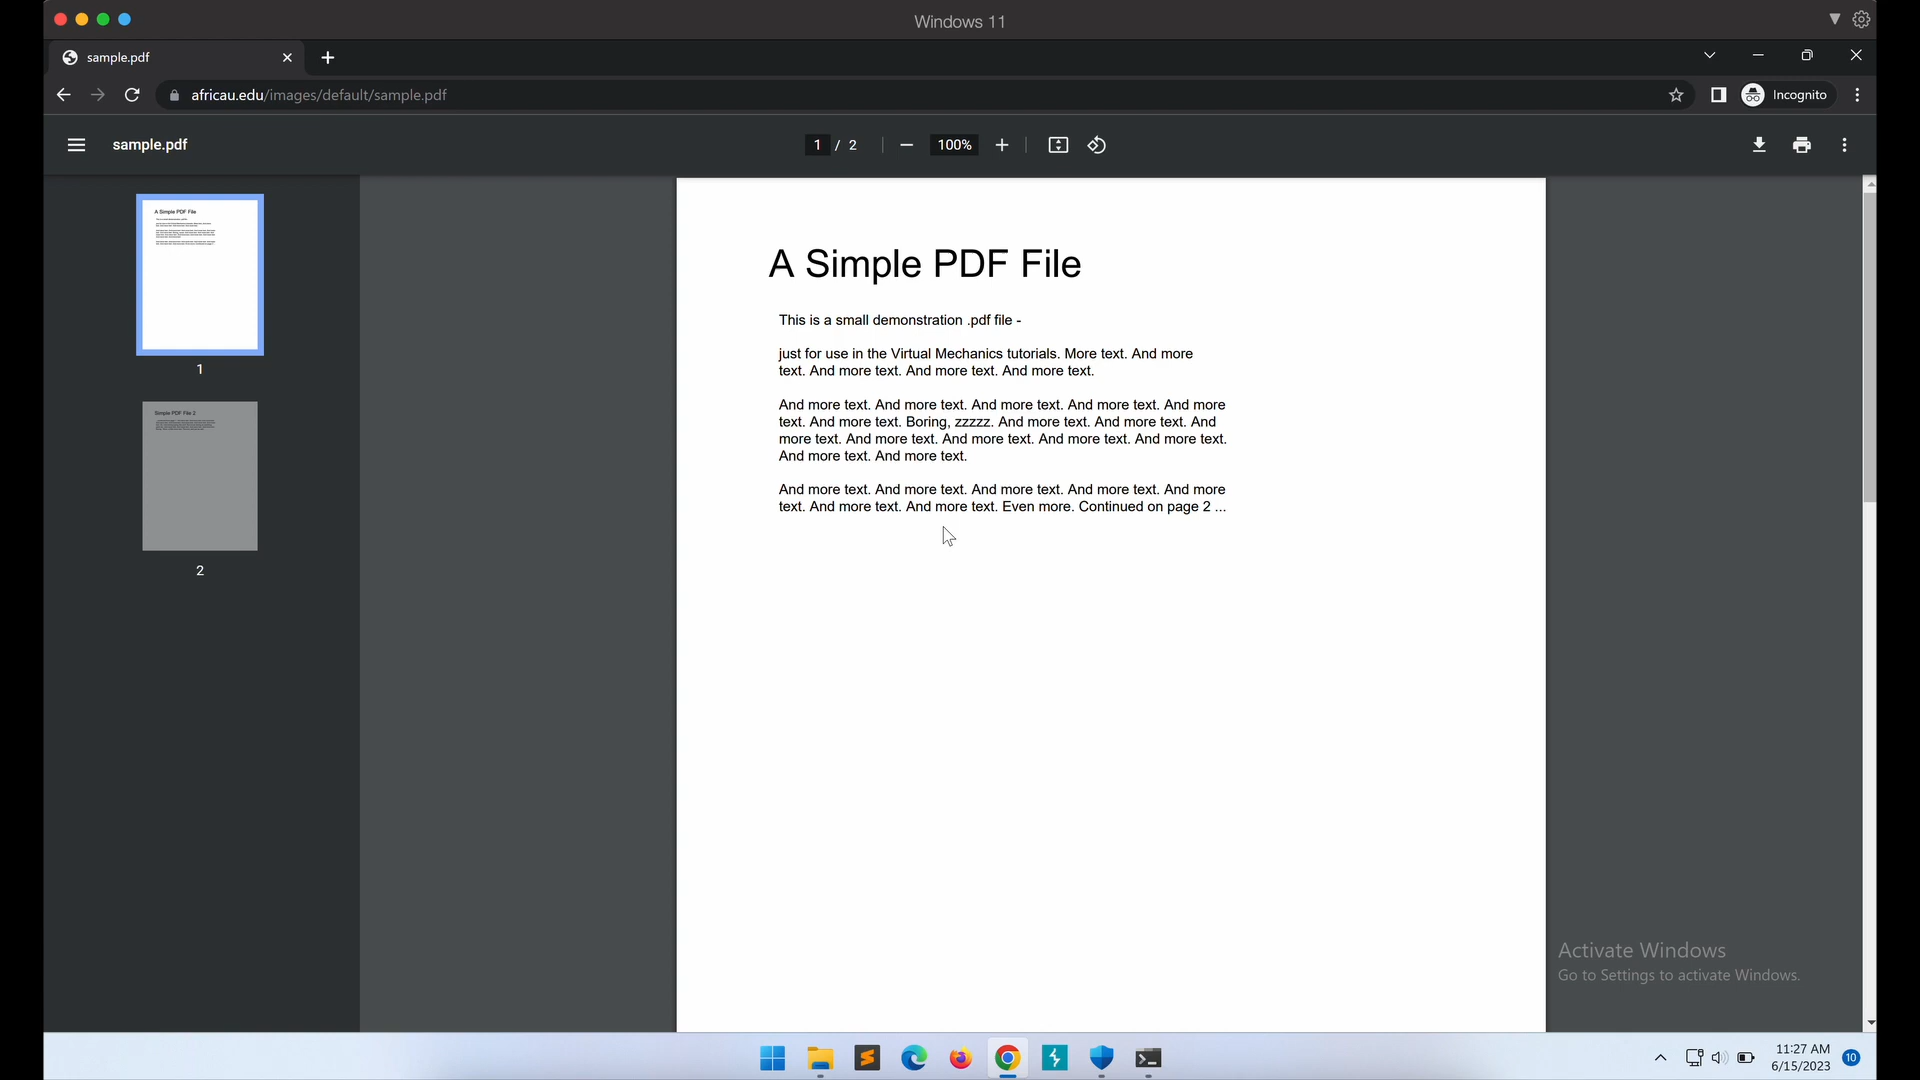 Windows 11
sample.pdf
africau.edu/images/default/sample.pdf
Incognito
sample.pdf
1 / 2
100%
A Simple PDF File
1
Simple PDF File 2
2
A Simple PDF File
This is a small demonstration .pdf file -
just for use in the Virtual Mechanics tutorials. More text. And more
text. And more text. And more text. And more text.
And more text. And more text. And more text. And more text. And more
text. And more text. Boring, zzzzz. And more text. And more text. And
more text. And more text. And more text. And more text. And more text.
And more text. And more text.
And more text. And more text. And more text. And more text. And more
text. And more text. And more text. Even more. Continued on page 2 ...
Activate Windows
Go to Settings to activate Windows.
11:27 AM
6/15/2023
10